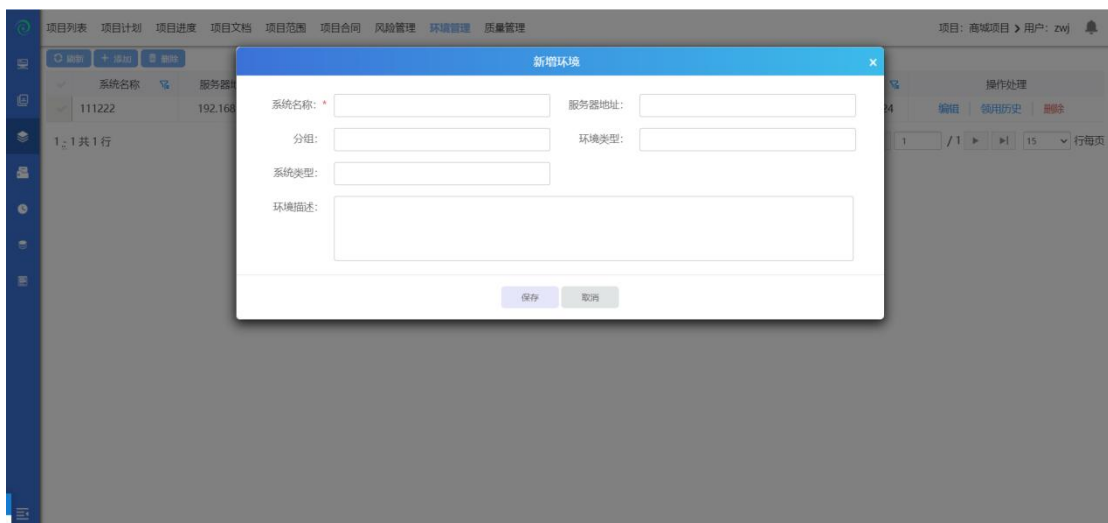 项目列表 项目计划 项目进度 项目文档 项目范围 项目合同 风险管理 环境管理 质量管理 项目：商城项目 用户：zwj
刷新 + 添加 删除
新增环境 ×
系统名称 服务器 操作处理
111222 192.168 24 编辑 领用历史 删除
系统名称: * 服务器地址:
1 - 1 共 1 行 1 / 1 15 行每页
分组: 环境类型:
系统类型:
环境描述:
保存 取消